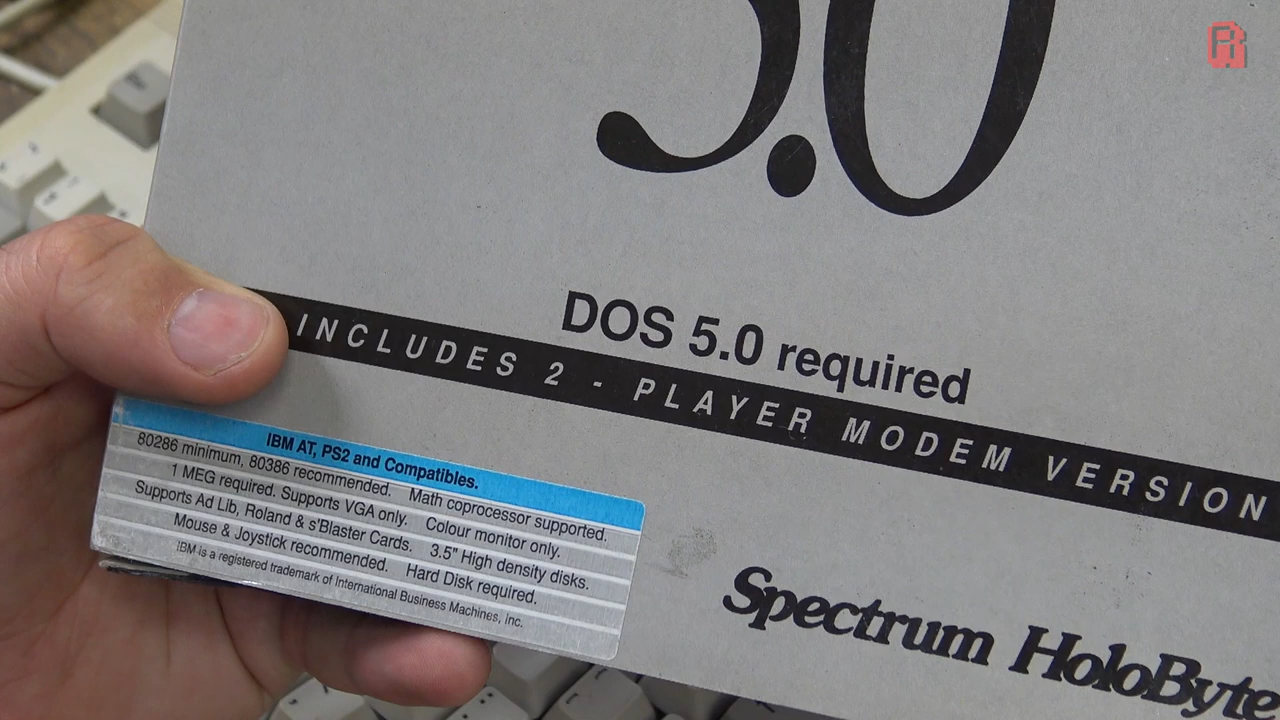 3.0
DOS 5.0 required
INCLUDES 2 - PLAYER MODEM VERSION
IBM AT, PS2 and Compatibles.
80286 minimum, 80386 recommended. Math coprocessor supported.
1 MEG required. Supports VGA only. Colour monitor only.
Supports Ad Lib, Roland & s'Blaster Cards. 3.5" High density disks.
Mouse & Joystick recommended. Hard Disk required.
IBM is a registered trademark of International Business Machines, Inc.
Spectrum HoloByte